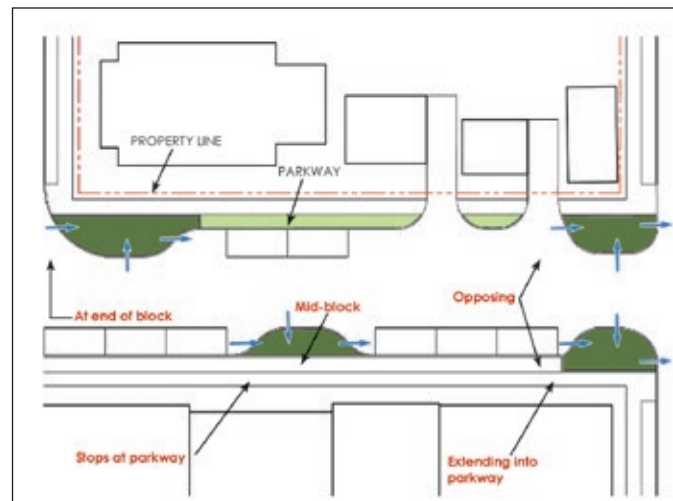 PROPERTY LINE
PARKWAY
At end of block
Mid-block
Opposing
Stops at parkway
Extending into
parkway